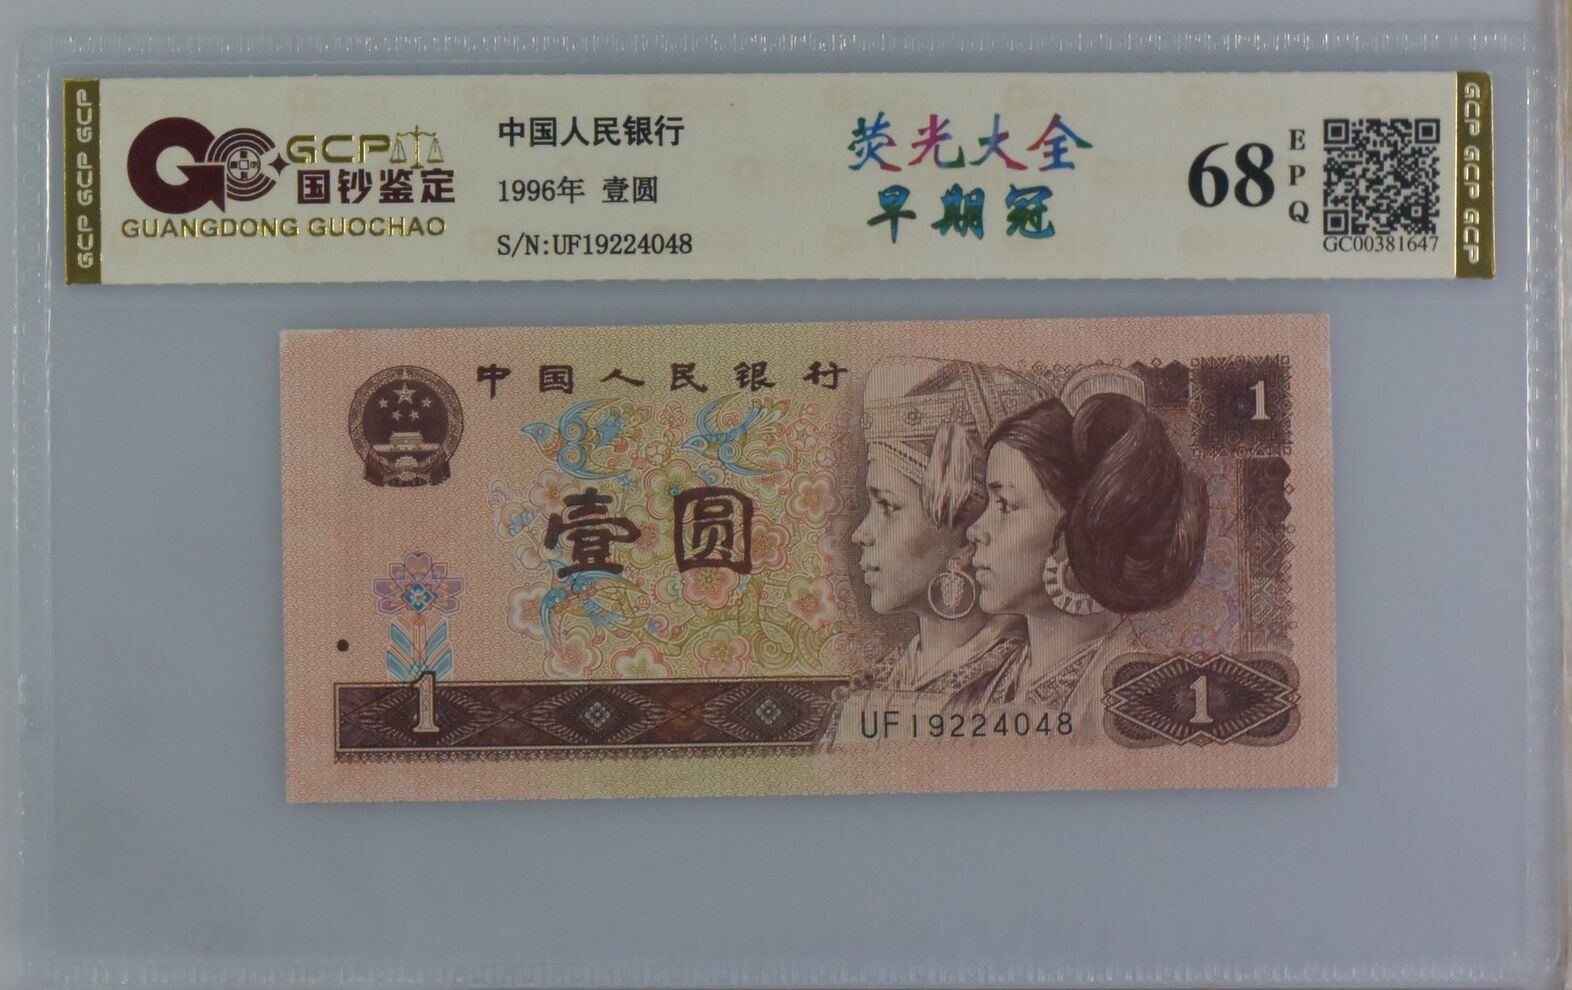 GCP GCP GCP
GCP
国钞鉴定
GUANGDONG GUOCHAO
中国人民银行
1996年 壹圆
S/N:UF19224048
荧光大全
早期冠
68
EPQ
GC00381647
GCP GCP GCP
中国人民银行
1
壹圆
1
UF19224048
1